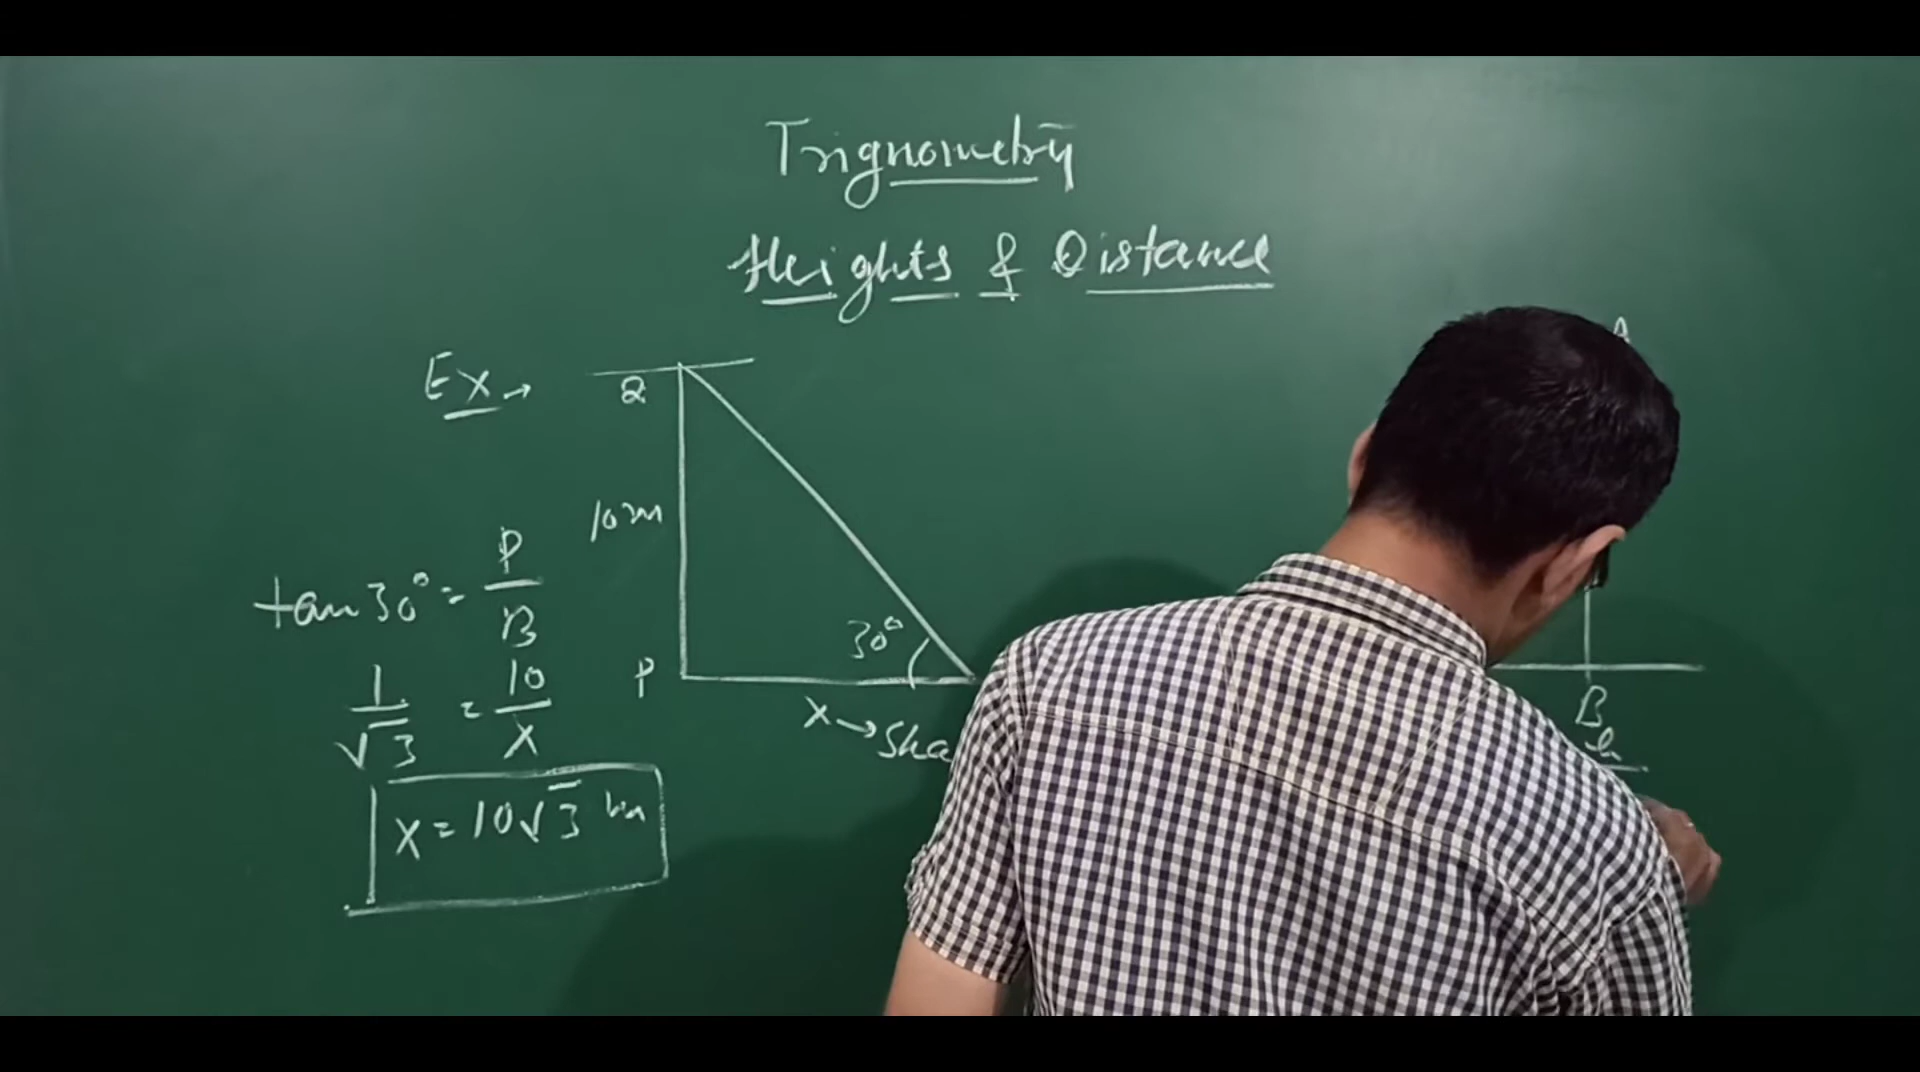 Trignometry
Heights & Distance
Ex →
Q
10m
P
30°
x → Sha
tan 30° = P/B
1/√3 = 10/x
x = 10√3 m
A
B